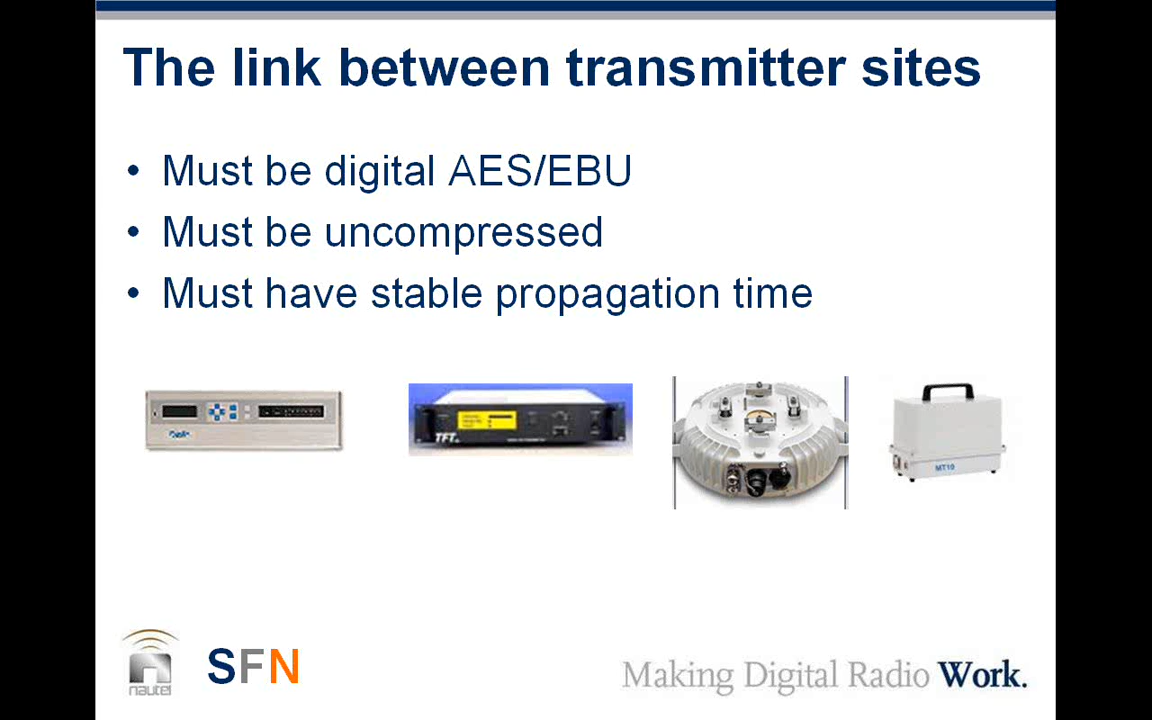 The link between transmitter sites
• Must be digital AES/EBU
• Must be uncompressed
• Must have stable propagation time
TFT
MT10
nautel
SFN
Making Digital Radio Work.